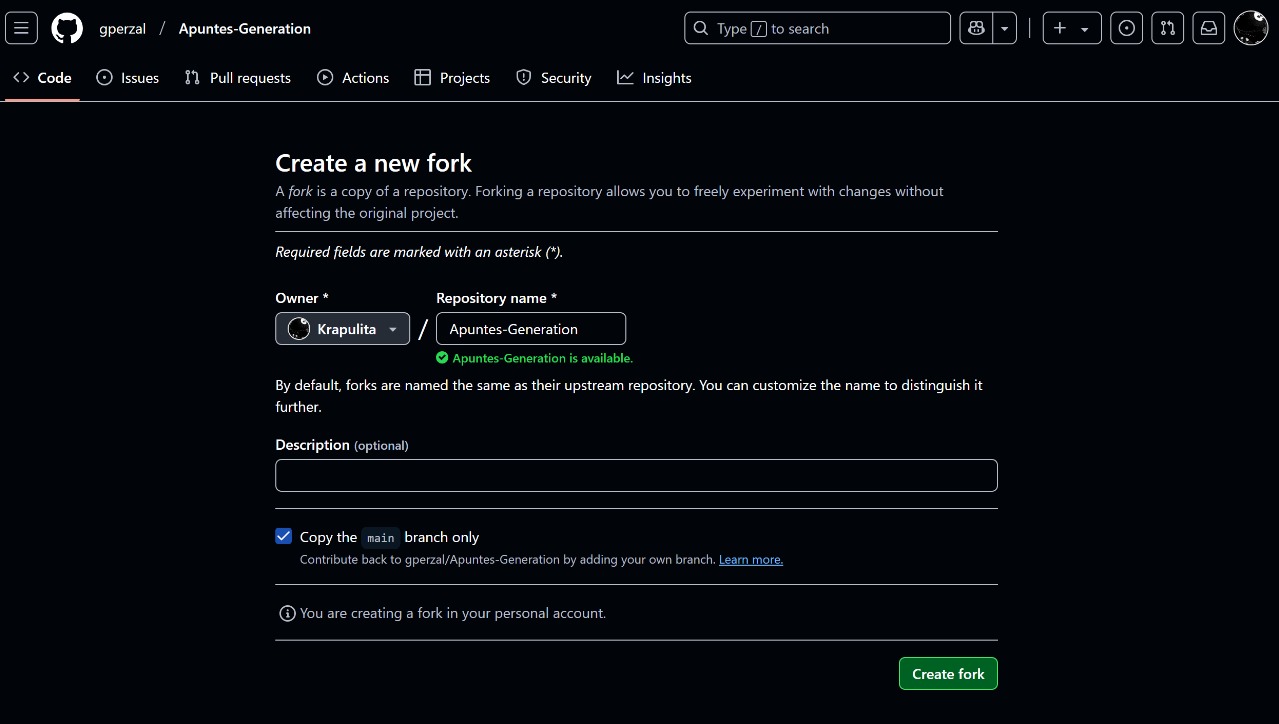 gperzal / Apuntes-Generation
Type / to search
Code Issues Pull requests Actions Projects Security Insights
Create a new fork
A fork is a copy of a repository. Forking a repository allows you to freely experiment with changes without
affecting the original project.
Required fields are marked with an asterisk (*).
Owner * Repository name *
Krapulita / Apuntes-Generation
Apuntes-Generation is available.
By default, forks are named the same as their upstream repository. You can customize the name to distinguish it
further.
Description (optional)
Copy the main branch only
Contribute back to gperzal/Apuntes-Generation by adding your own branch. Learn more.
You are creating a fork in your personal account.
Create fork